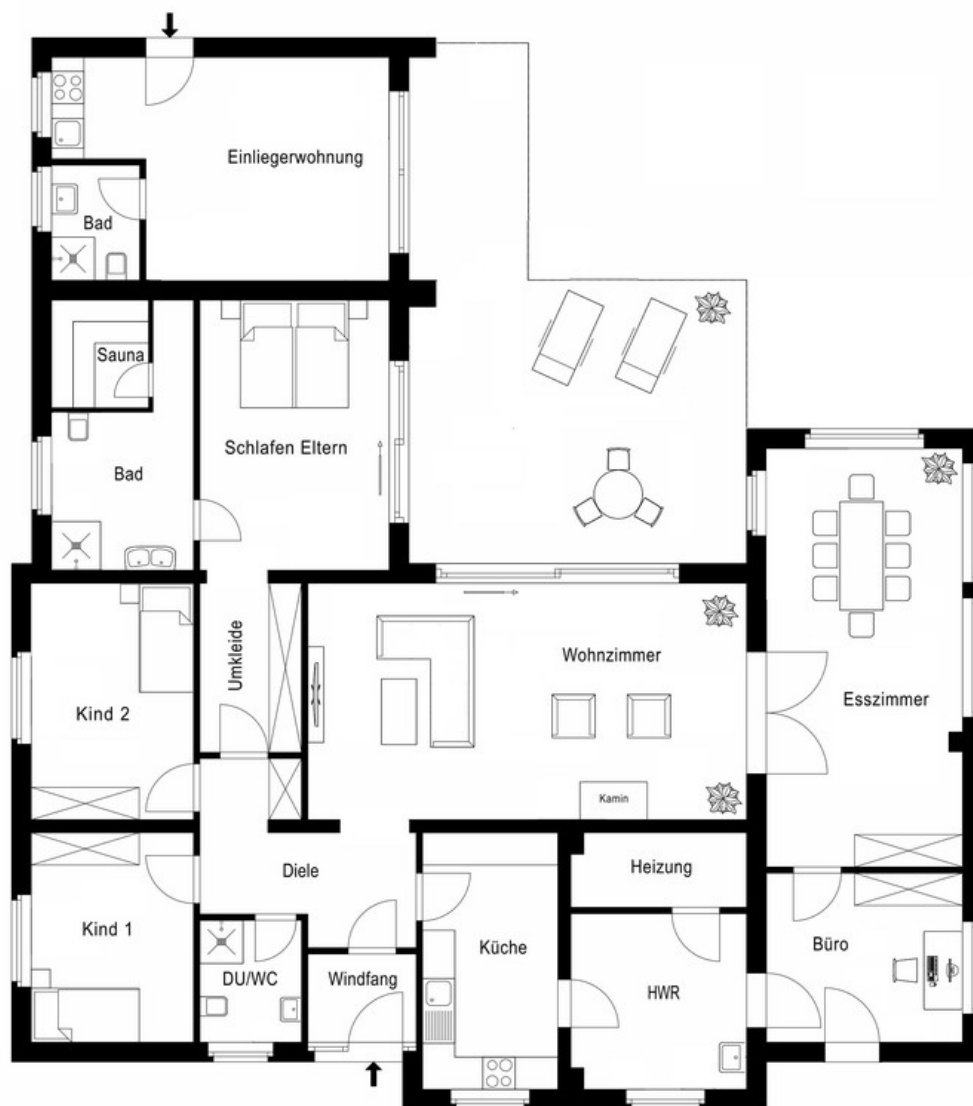 Einliegerwohnung
Bad
Sauna
Schlafen Eltern
Bad
Umkleide
Wohnzimmer
Esszimmer
Kind 2
Kamin
Diele
Heizung
Kind 1
Küche
Büro
DU/WC
Windfang
HWR